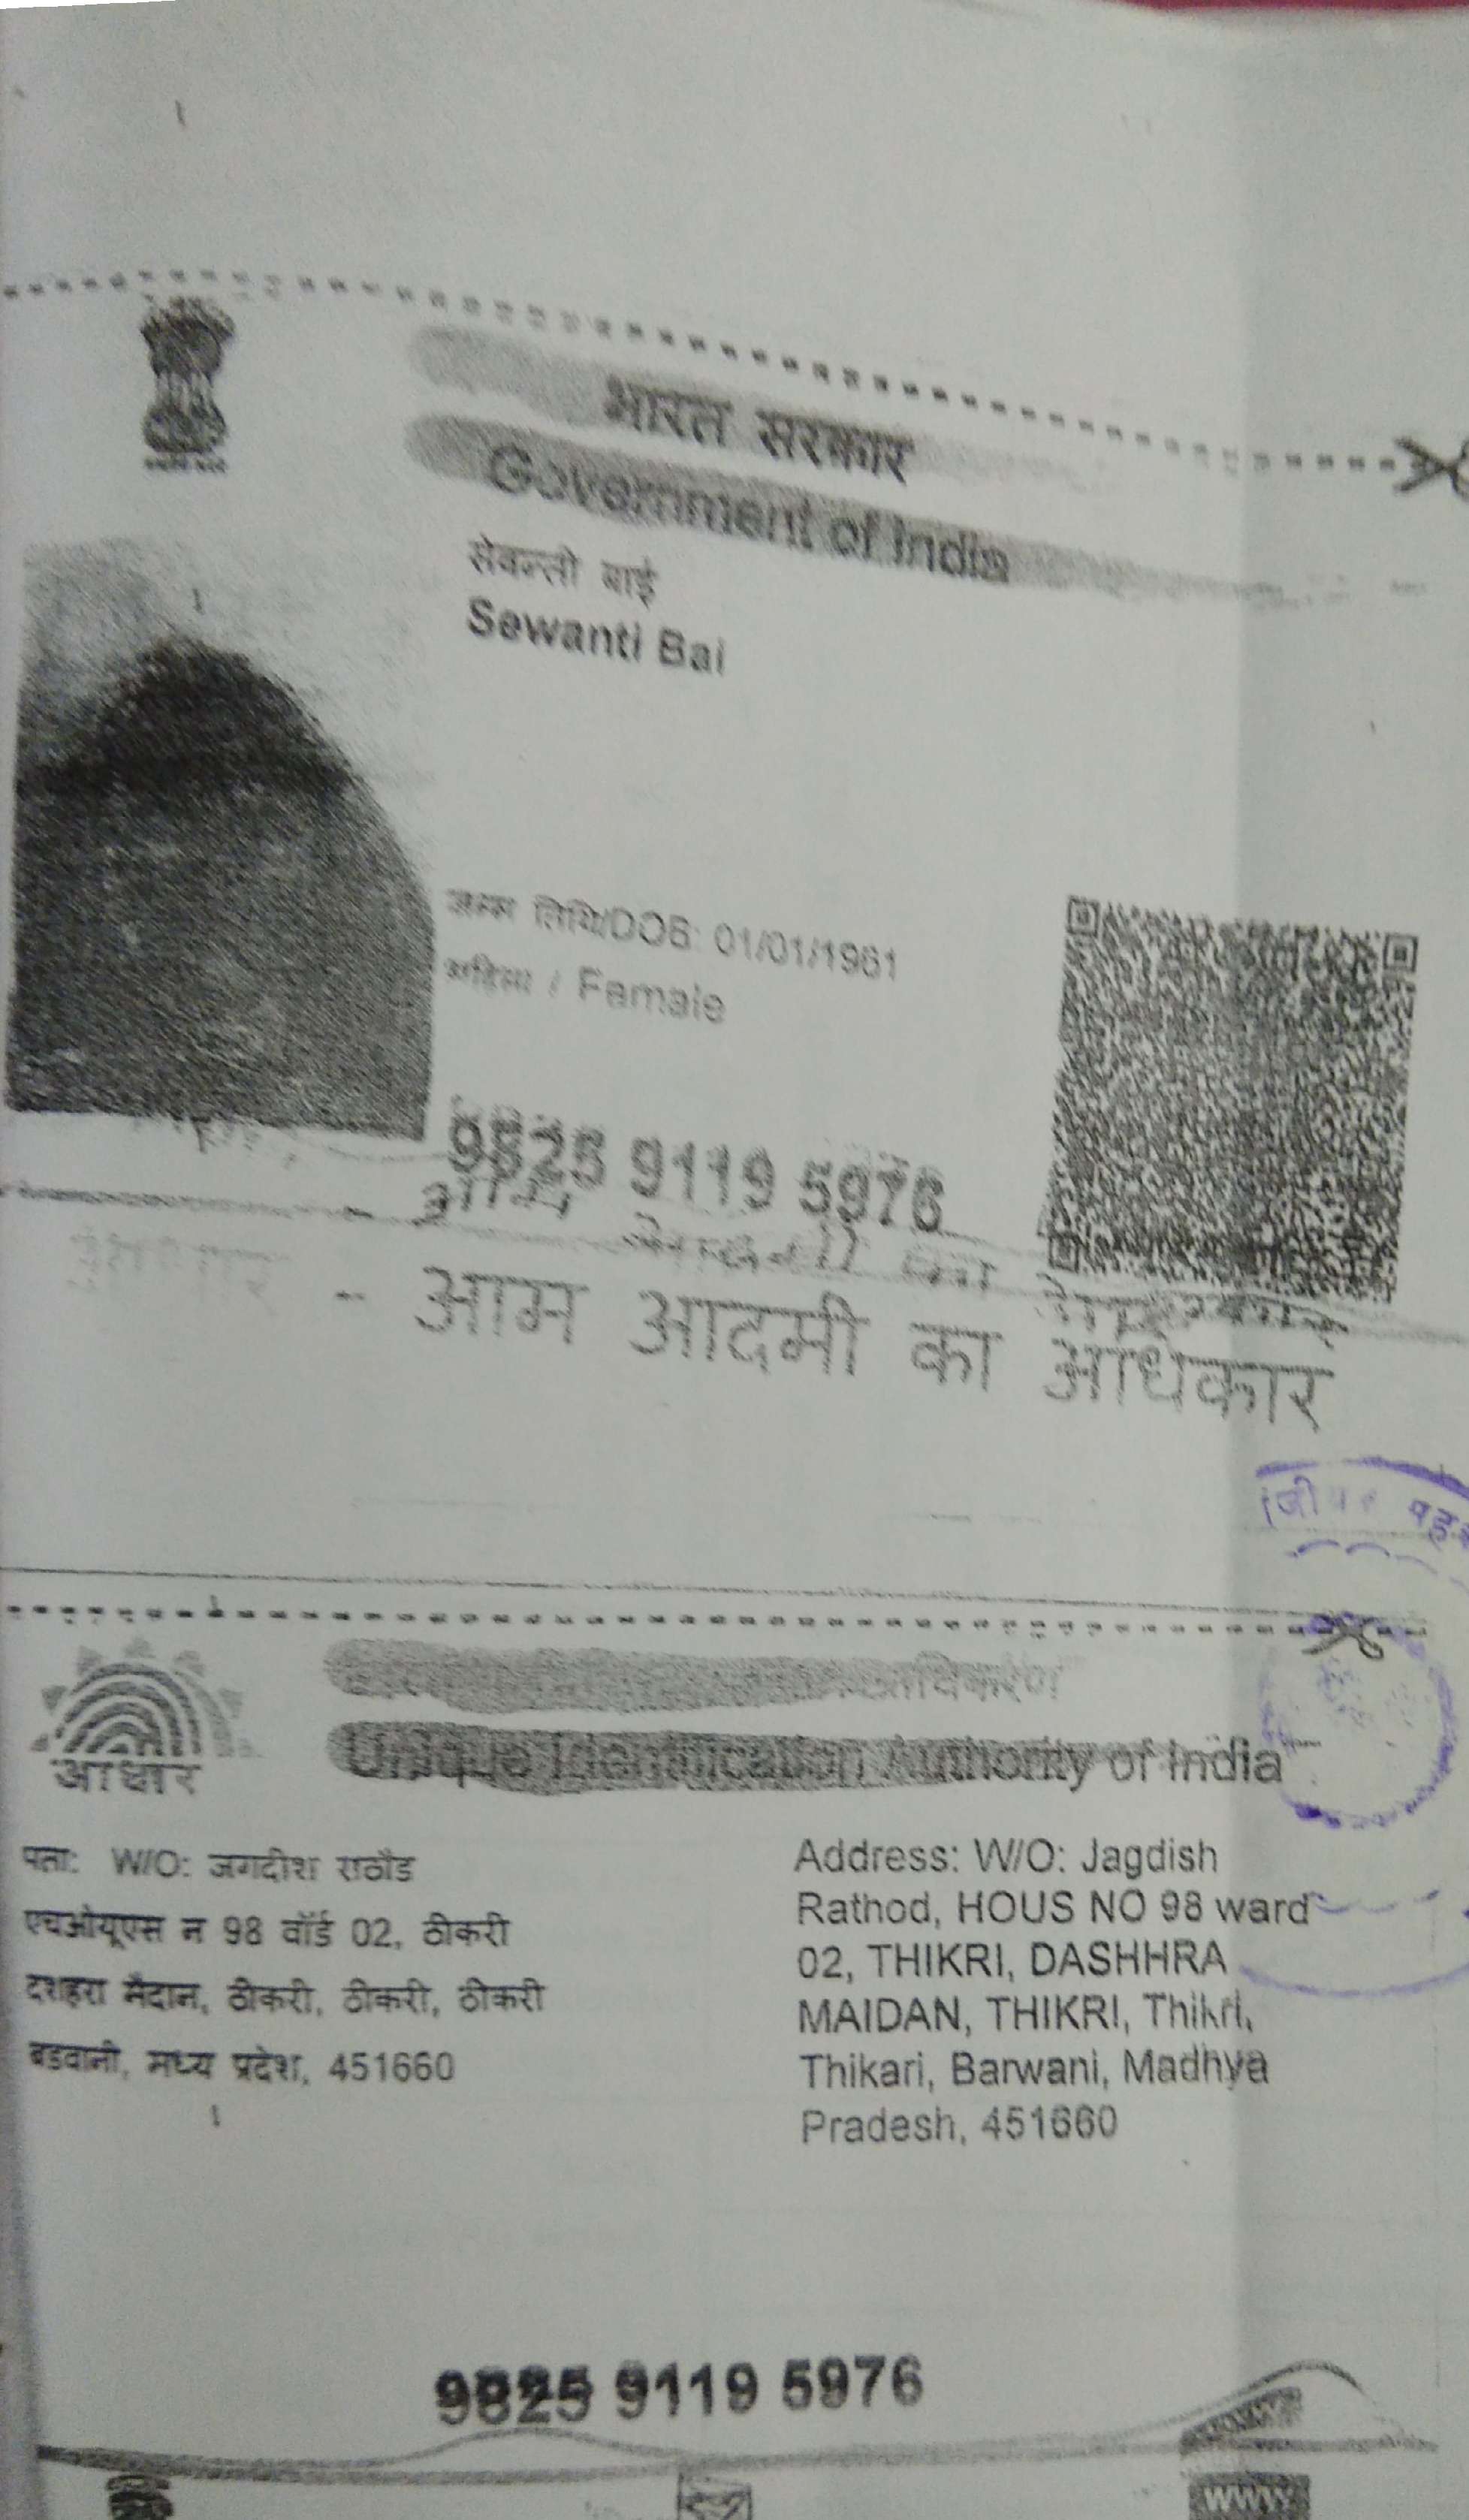 भारत सरकार
Government of India
सेवन्ती बाई
Sewanti Bai
जन्म तिथि/DOB: 01/01/1961
महिला / Female
9825 9119 5976
आधार - आम आदमी का अधिकार
आधार
Unique Identification Authority of India
पता: W/O: जगदीश राठौड
एचओयूएस न 98 वॉर्ड 02, ठीकरी
दशहरा मैदान, ठीकरी, ठीकरी, ठीकरी
बडवानी, मध्य प्रदेश, 451660
Address: W/O: Jagdish
Rathod, HOUS NO 98 ward
02, THIKRI, DASHHRA
MAIDAN, THIKRI, Thikri,
Thikari, Barwani, Madhya
Pradesh, 451660
9825 9119 5976
www